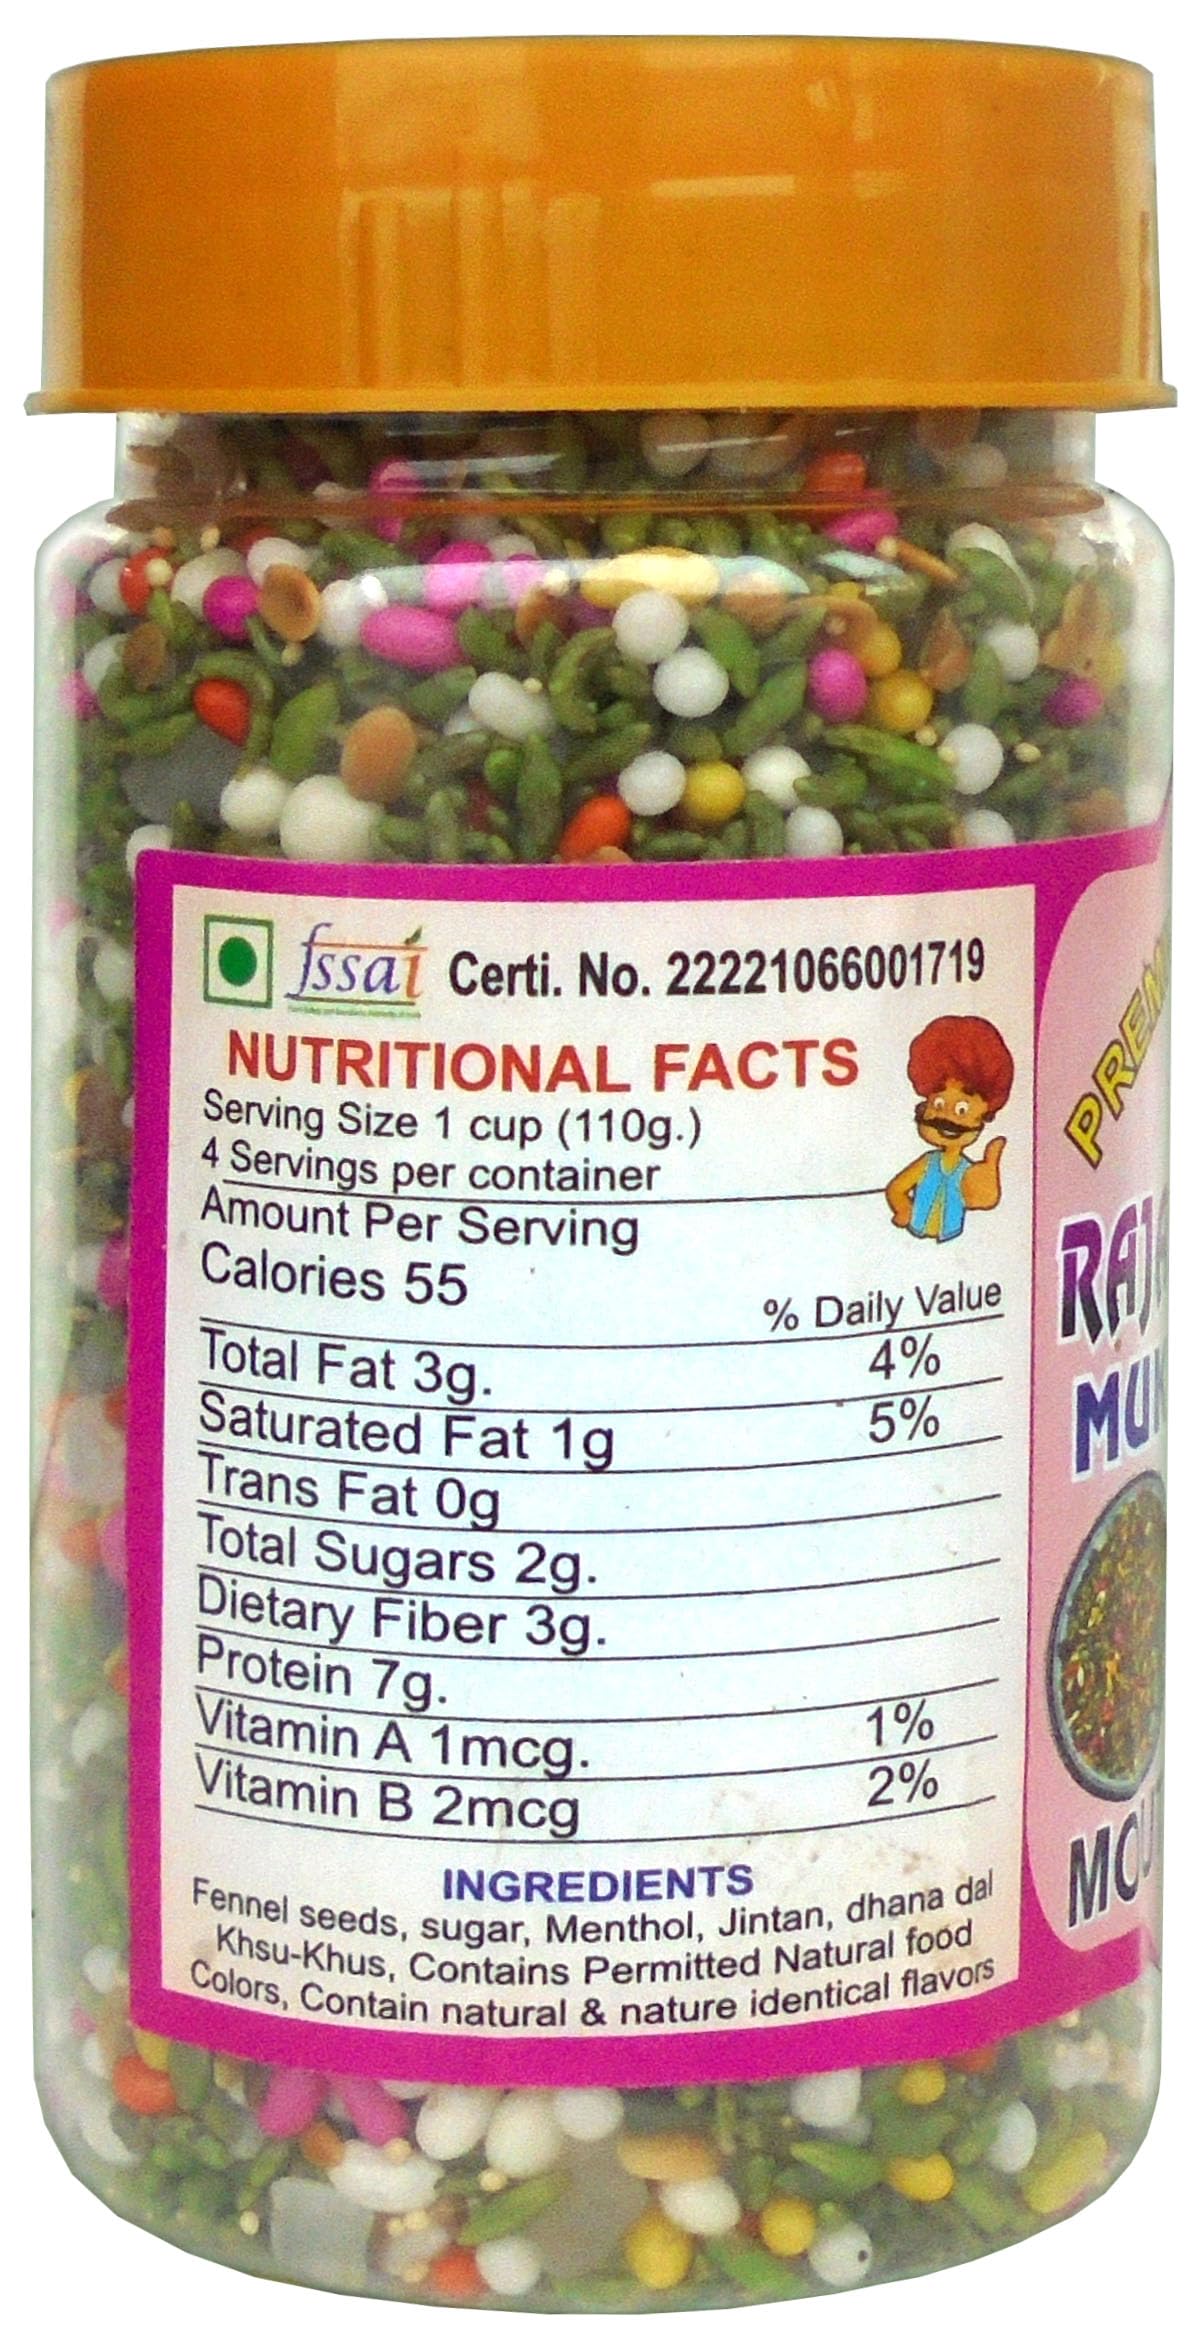 fssai Certi. No. 22221066001719
NUTRITIONAL FACTS
Serving Size 1 cup (110g.)
4 Servings per container
Amount Per Serving
Calories 55
% Daily Value
Total Fat 3g. 4%
Saturated Fat 1g 5%
Trans Fat 0g
Total Sugars 2g.
Dietary Fiber 3g.
Protein 7g.
Vitamin A 1mcg. 1%
Vitamin B 2mcg 2%
INGREDIENTS
Fennel seeds, sugar, Menthol, Jintan, dhana dal
Khsu-Khus, Contains Permitted Natural food
Colors, Contain natural & nature identical flavors